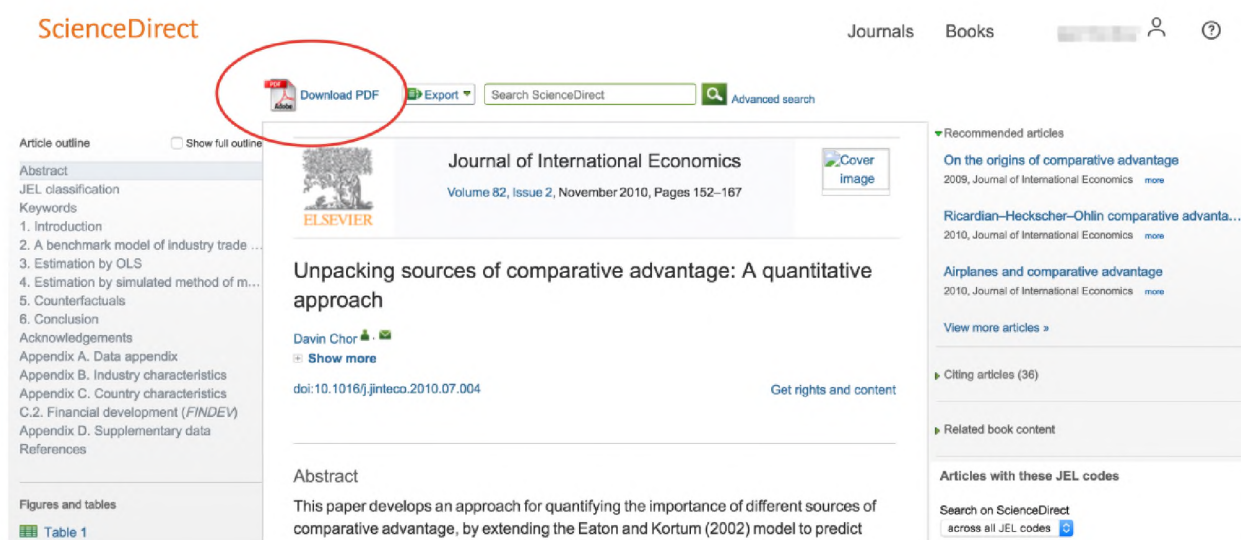 ScienceDirect
Journals
Books
Download PDF
Export
Search ScienceDirect
Advanced search
Article outline
Show full outline
Abstract
JEL classification
Keywords
1. Introduction
2. A benchmark model of industry trade ...
3. Estimation by OLS
4. Estimation by simulated method of m...
5. Counterfactuals
6. Conclusion
Acknowledgements
Appendix A. Data appendix
Appendix B. Industry characteristics
Appendix C. Country characteristics
C.2. Financial development (FINDEV)
Appendix D. Supplementary data
References
Figures and tables
Table 1
ELSEVIER
Journal of International Economics
Volume 82, Issue 2, November 2010, Pages 152–167
Cover
image
Unpacking sources of comparative advantage: A quantitative
approach
Davin Chor
Show more
doi:10.1016/j.jinteco.2010.07.004
Get rights and content
Abstract
This paper develops an approach for quantifying the importance of different sources of
comparative advantage, by extending the Eaton and Kortum (2002) model to predict
Recommended articles
On the origins of comparative advantage
2009, Journal of International Economics more
Ricardian–Heckscher–Ohlin comparative advanta...
2010, Journal of International Economics more
Airplanes and comparative advantage
2010, Journal of International Economics more
View more articles »
Citing articles (36)
Related book content
Articles with these JEL codes
Search on ScienceDirect
across all JEL codes